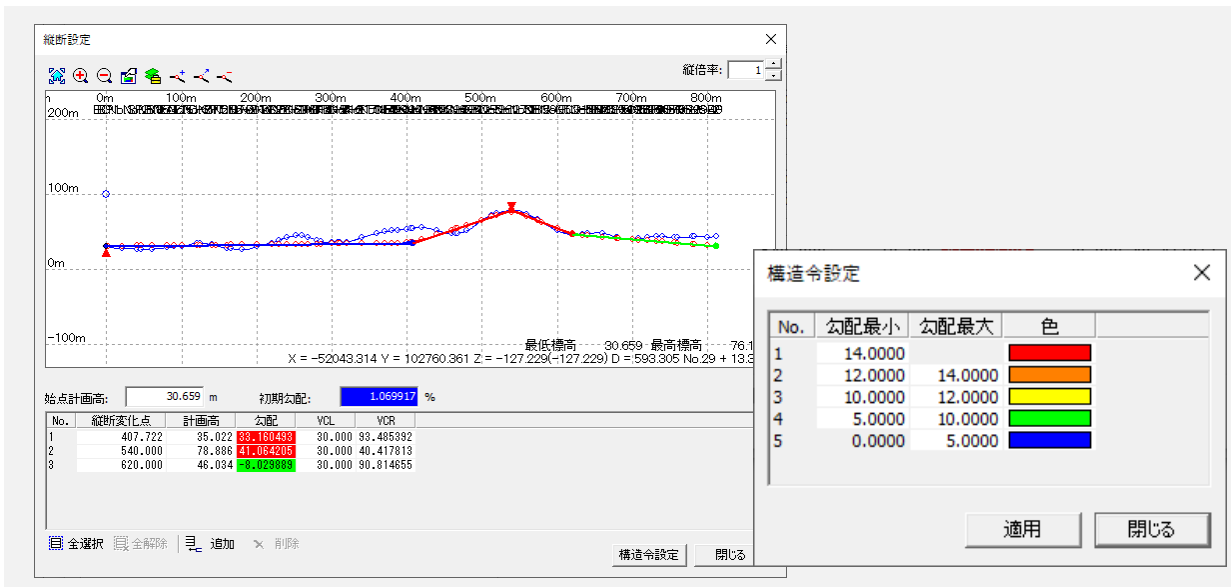 縦断設定
縦倍率: 1
0m 100m 200m 300m 400m 500m 600m 700m 800m
200m
100m
0m
-100m
最低標高 30.659 最高標高 76.1
X = -52043.314 Y = 102760.361 Z = -127.229(-127.229) D = 593.305 No.29 + 13.3
始点計画高: 30.659 m 初期勾配: 1.069917 %
No. 縦断変化点 計画高 勾配 VCL VCR
1 407.722 35.022 33.160493 30.000 93.485392
2 540.000 78.886 41.064205 30.000 40.417813
3 620.000 46.034 -8.029889 30.000 90.814655
全選択 全解除 追加 削除
構造令設定 閉じる
構造令設定
No. 勾配最小 勾配最大 色
1 14.0000
2 12.0000 14.0000
3 10.0000 12.0000
4 5.0000 10.0000
5 0.0000 5.0000
適用 閉じる